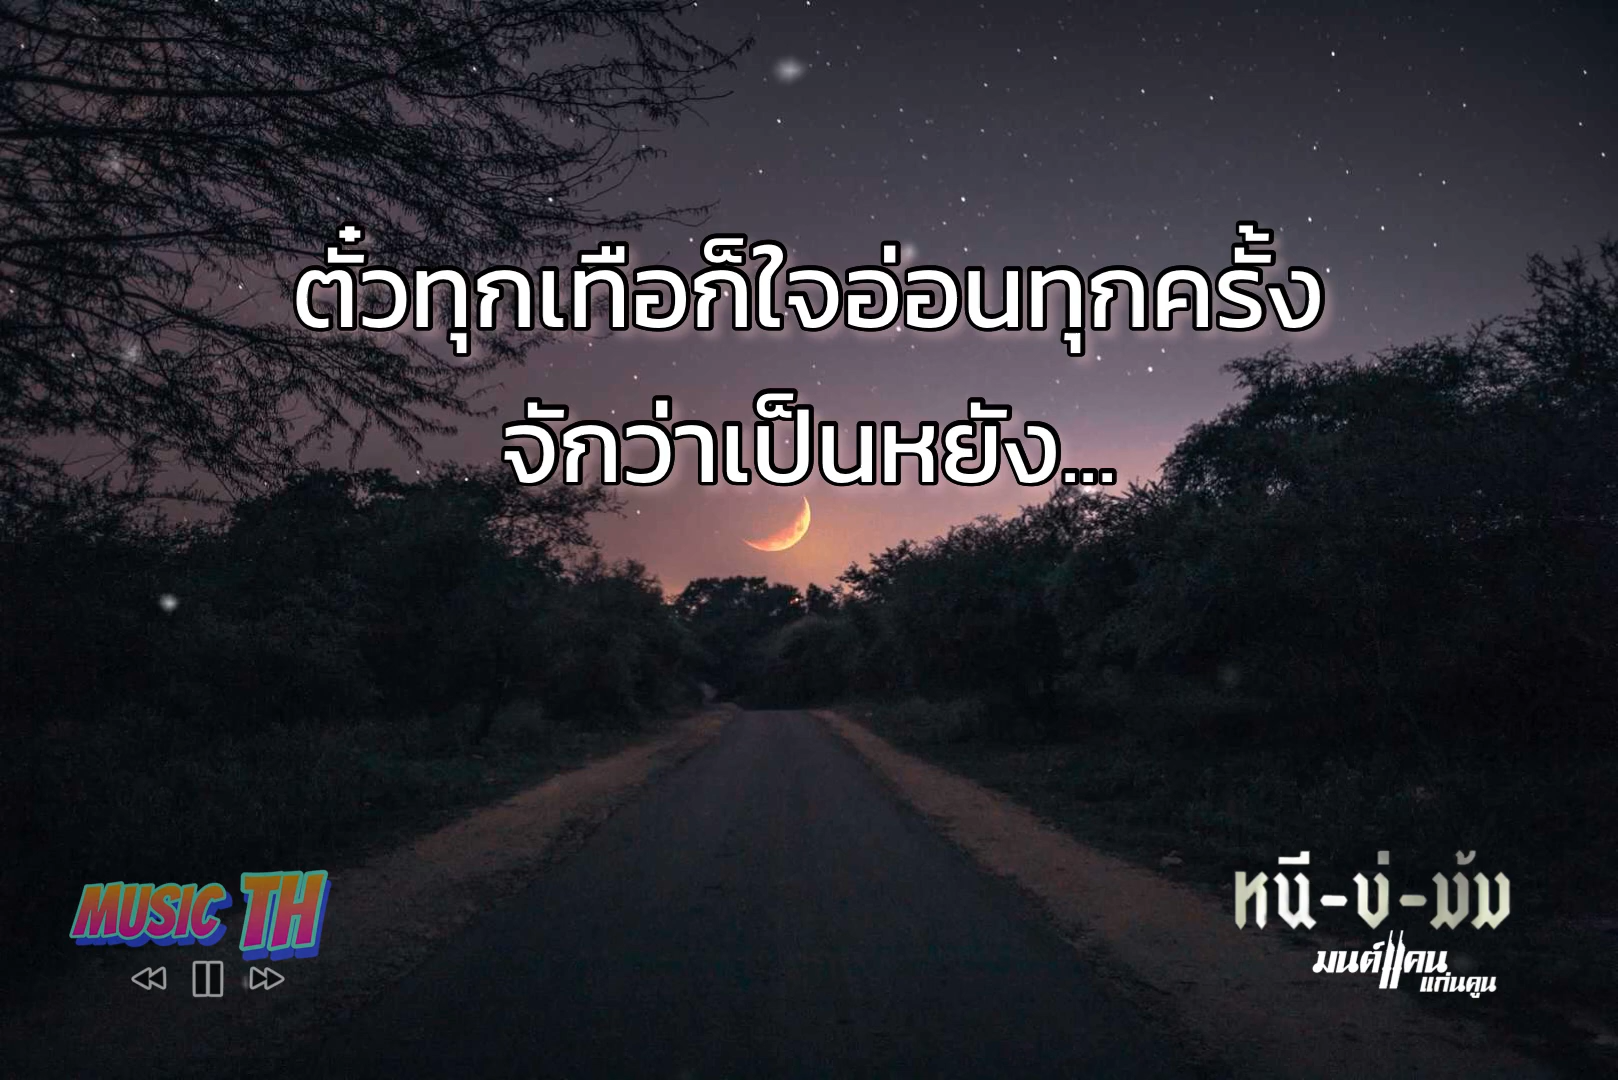 ตั๋วทุกเทือก็ใจอ่อนทุกครั้ง
จักว่าเป็นหยัง...
MUSIC TH
หนี-บ่-ม้ม
มนต์แคน
แก่นคูน